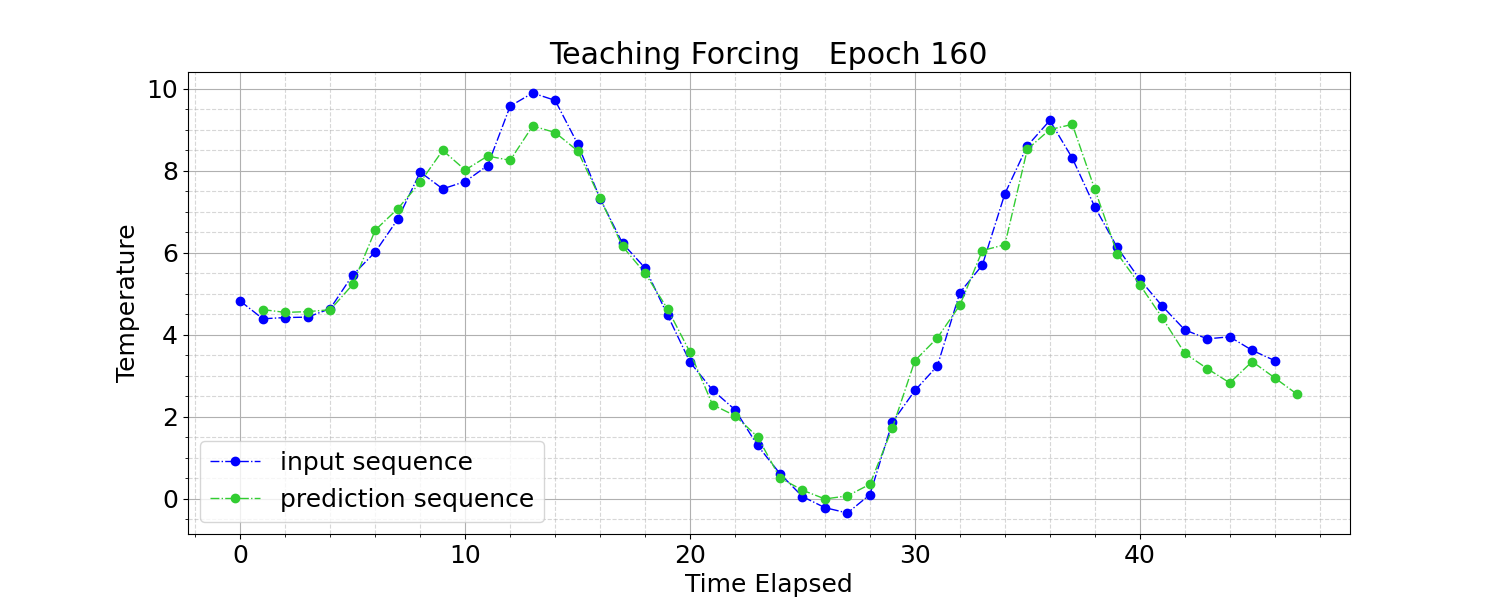 Teaching Forcing   Epoch 160
10
8
6
4
2
0
Temperature
input sequence
prediction sequence
0 10 20 30 40
Time Elapsed